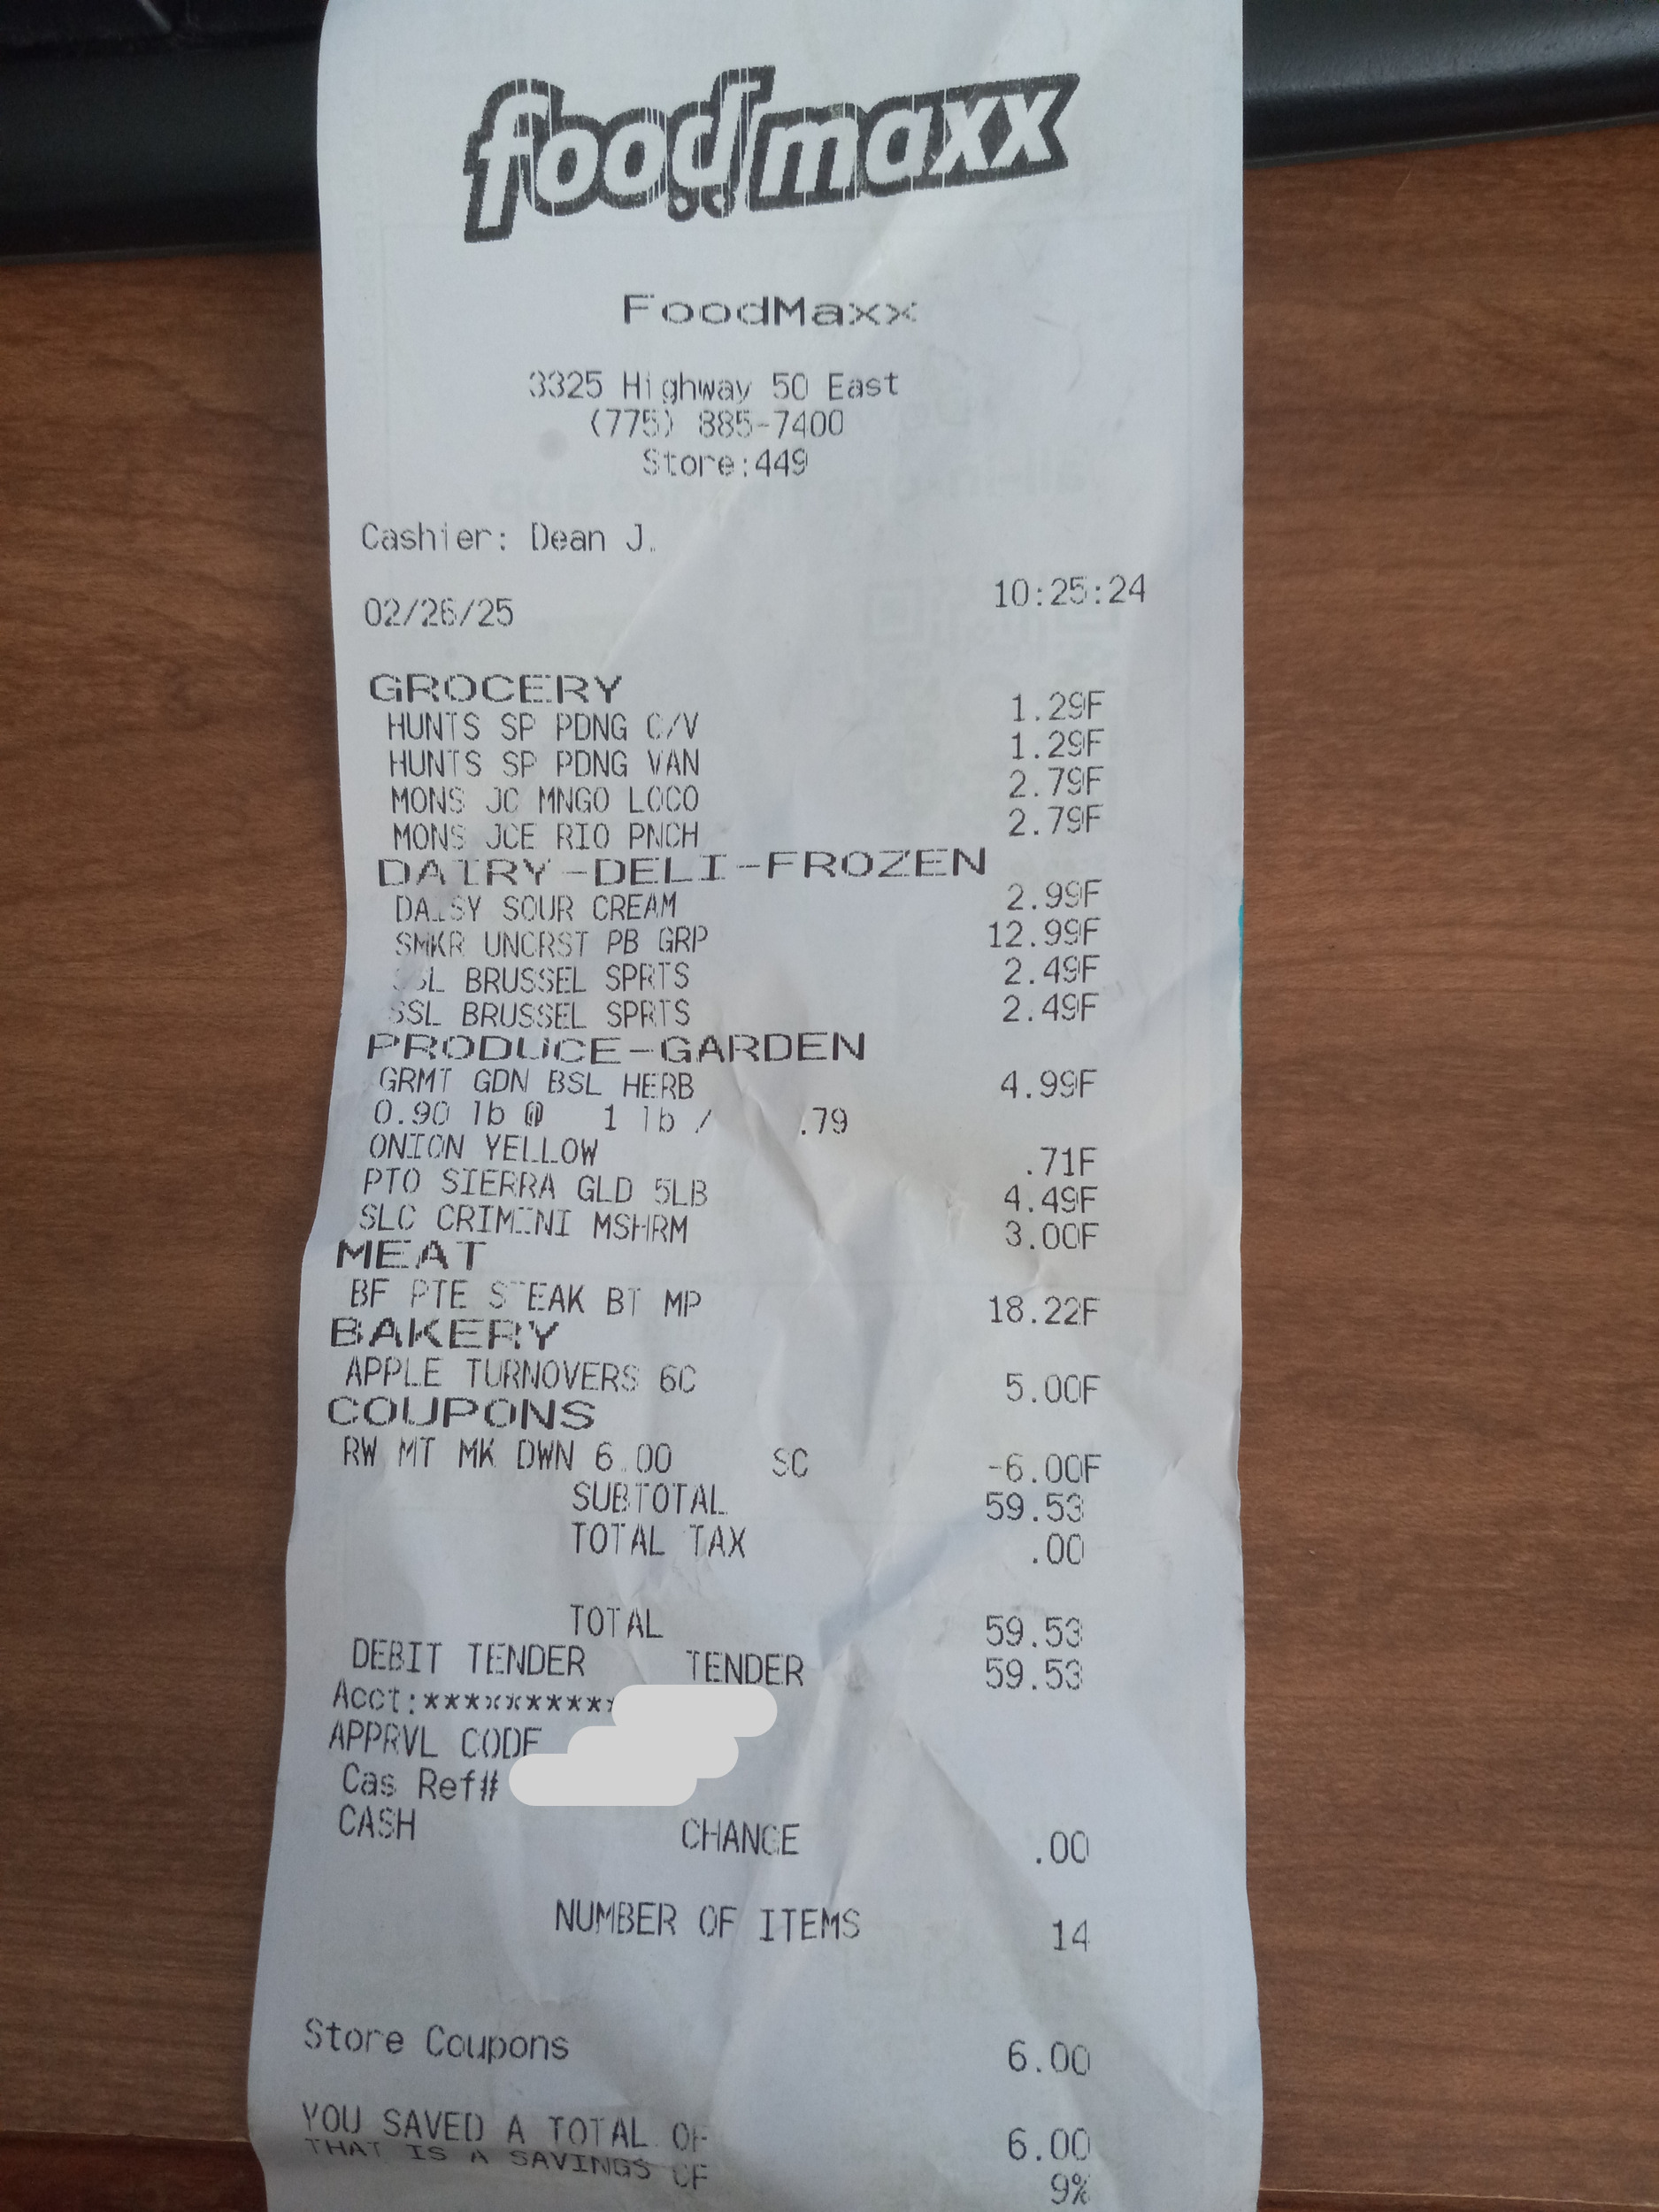 foodmaxx
FoodMaxx
3325 Highway 50 East
(775) 885-7400
Store:449
Cashier: Dean J.
02/26/25 10:25:24
GROCERY
HUNTS SP PDNG C/V 1.29F
HUNTS SP PDNG VAN 1.29F
MONS JC MNGO LOCO 2.79F
MONS JCE RIO PNCH 2.79F
DAIRY-DELI-FROZEN
DAISY SOUR CREAM 2.99F
SMKR UNCRST PB GRP 12.99F
SSL BRUSSEL SPRTS 2.49F
SSL BRUSSEL SPRTS 2.49F
PRODUCE-GARDEN
GRMT GDN BSL HERB 4.99F
0.90 lb @ 1 lb / .79
ONION YELLOW .71F
PTO SIERRA GLD 5LB 4.49F
SLC CRIMINI MSHRM 3.00F
MEAT
BF PTE STEAK BT MP 18.22F
BAKERY
APPLE TURNOVERS 6C 5.00F
COUPONS
RW MT MK DWN 6.00 SC -6.00F
SUBTOTAL 59.53
TOTAL TAX .00
TOTAL 59.53
DEBIT TENDER TENDER 59.53
Acct:**********
APPRVL CODE
Cas Ref#
CASH CHANGE .00
NUMBER OF ITEMS 14
Store Coupons 6.00
YOU SAVED A TOTAL OF 6.00
THAT IS A SAVINGS OF 9%